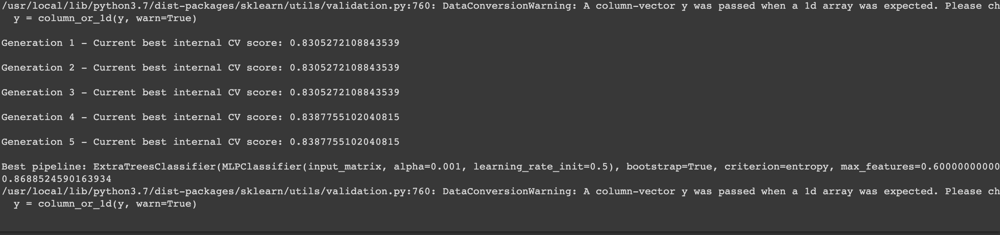 /usr/local/lib/python3.7/dist-packages/sklearn/utils/validation.py:760: DataConversionWarning: A column-vector y was passed when a 1d array was expected. Please ch
y = column_or_1d(y, warn=True)
Generation 1 - Current best internal CV score: 0.8305272108843539
Generation 2 - Current best internal CV score: 0.8305272108843539
Generation 3 - Current best internal CV score: 0.8305272108843539
Generation 4 - Current best internal CV score: 0.8387755102040815
Generation 5 - Current best internal CV score: 0.8387755102040815
Best pipeline: ExtraTreesClassifier(MLPClassifier(input_matrix, alpha=0.001, learning_rate_init=0.5), bootstrap=True, criterion=entropy, max_features=0.60000000000
0.8688524590163934
/usr/local/lib/python3.7/dist-packages/sklearn/utils/validation.py:760: DataConversionWarning: A column-vector y was passed when a 1d array was expected. Please ch
y = column_or_1d(y, warn=True)